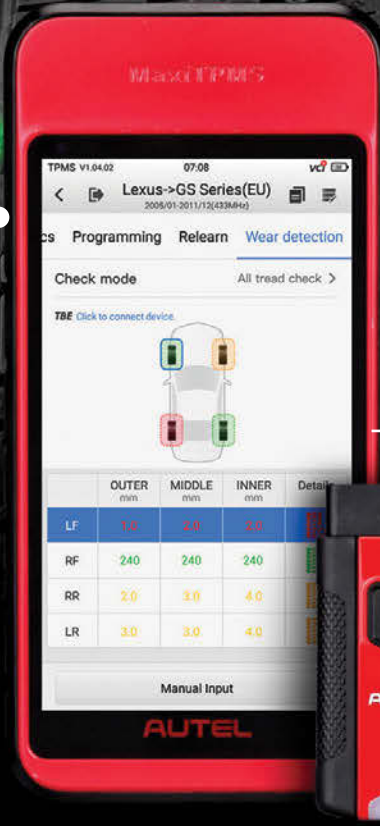 MaxiTPMS
TPMS V1.04.02 07:08 vci
Lexus->GS Series(EU)
2005/01-2011/12(433MHz)
cs Programming Relearn Wear detection
Check mode All tread check >
TBE Click to connect device.
OUTER MIDDLE INNER Details
mm mm mm
LF 1.0 2.0 2.0
RF 240 240 240
RR 2.0 3.0 4.0
LR 3.0 3.0 4.0
Manual Input
AUTEL